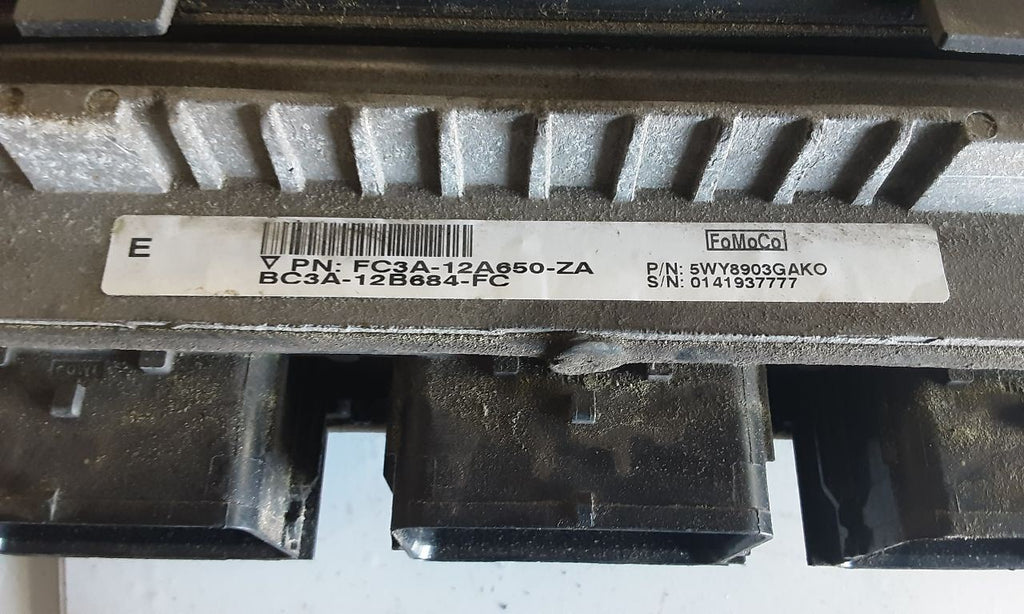 E
FoMoCo
▽ PN: FC3A-12A650-ZA
BC3A-12B684-FC
P/N: 5WY8903GAKO
S/N: 0141937777